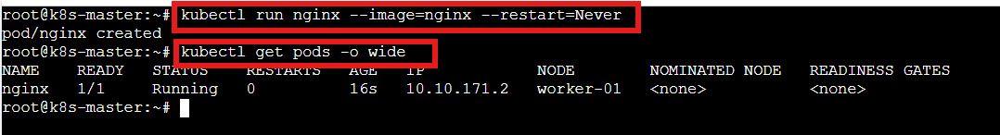 root@k8s-master:~# kubectl run nginx --image=nginx --restart=Never
pod/nginx created
root@k8s-master:~# kubectl get pods -o wide
NAME READY STATUS RESTARTS AGE IP NODE NOMINATED NODE READINESS GATES
nginx 1/1 Running 0 16s 10.10.171.2 worker-01 <none> <none>
root@k8s-master:~#